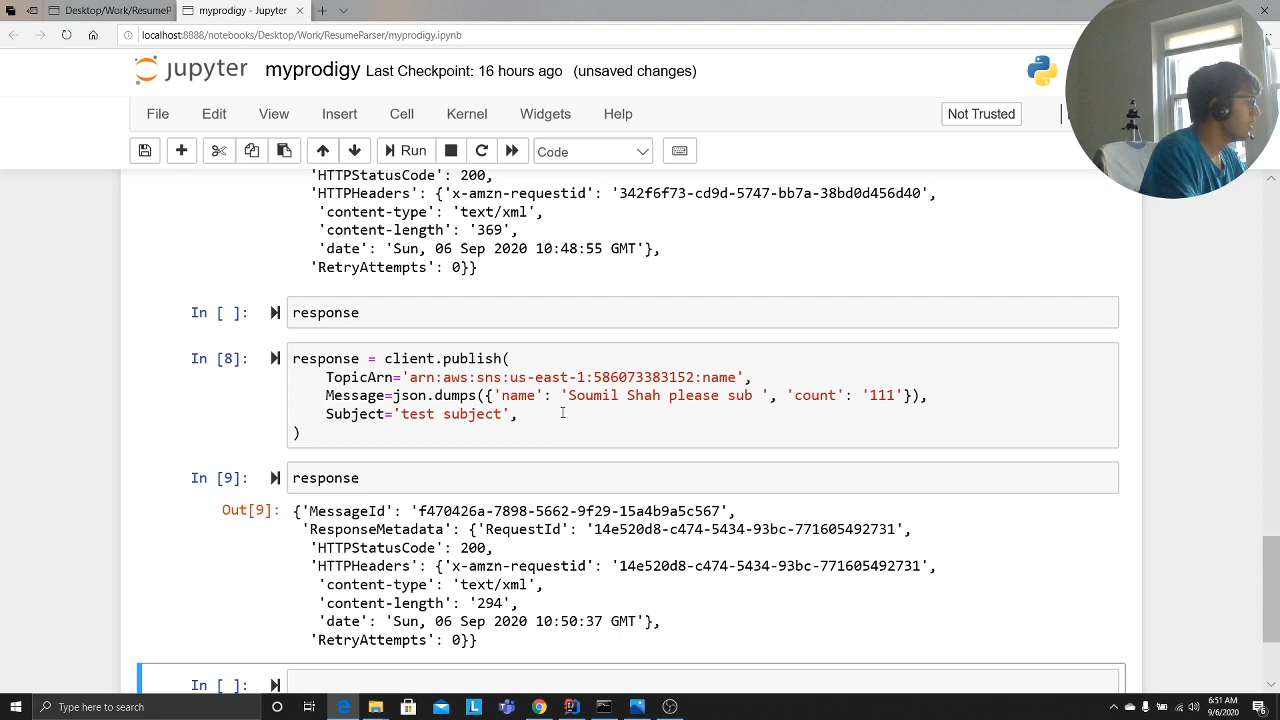 Desktop/Work/ResumeP
myprodigy - Jupyter
localhost:8888/notebooks/Desktop/Work/ResumeParser/myprodigy.ipynb
jupyter myprodigy Last Checkpoint: 16 hours ago (unsaved changes)
File Edit View Insert Cell Kernel Widgets Help Not Trusted
Run Code
'HTTPStatusCode': 200,
'HTTPHeaders': {'x-amzn-requestid': '342f6f73-cd9d-5747-bb7a-38bd0d456d40',
'content-type': 'text/xml',
'content-length': '369',
'date': 'Sun, 06 Sep 2020 10:48:55 GMT'},
'RetryAttempts': 0}}
In [ ]: response
In [8]: response = client.publish(
TopicArn='arn:aws:sns:us-east-1:586073383152:name',
Message=json.dumps({'name': 'Soumil Shah please sub ', 'count': '111'}),
Subject='test subject',
)
In [9]: response
Out[9]: {'MessageId': 'f470426a-7898-5662-9f29-15a4b9a5c567',
'ResponseMetadata': {'RequestId': '14e520d8-c474-5434-93bc-771605492731',
'HTTPStatusCode': 200,
'HTTPHeaders': {'x-amzn-requestid': '14e520d8-c474-5434-93bc-771605492731',
'content-type': 'text/xml',
'content-length': '294',
'date': 'Sun, 06 Sep 2020 10:50:37 GMT'},
'RetryAttempts': 0}}
In [ ]:
Type here to search
6:51 AM
9/6/2020